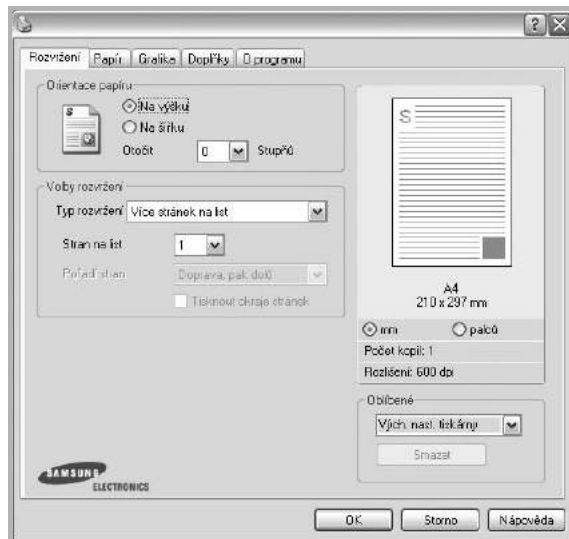 Rozvržení Papír Grafika Doplňky O programu
Orientace papíru
Na výšku
Na šířku
Otočit 0 Stupňů
Volby rozvržení
Typ rozvržení Více stránek na list
Stran na list 1
Pořadí stran Doprava, pak dolů
Tisknout okraje stránek
S
S
A4
210 x 297 mm
mm palců
Počet kopií: 1
Rozlišení: 600 dpi
Oblíbené
Vých. nast. tiskárny
Smazat
SAMSUNG
ELECTRONICS
OK Storno Nápověda